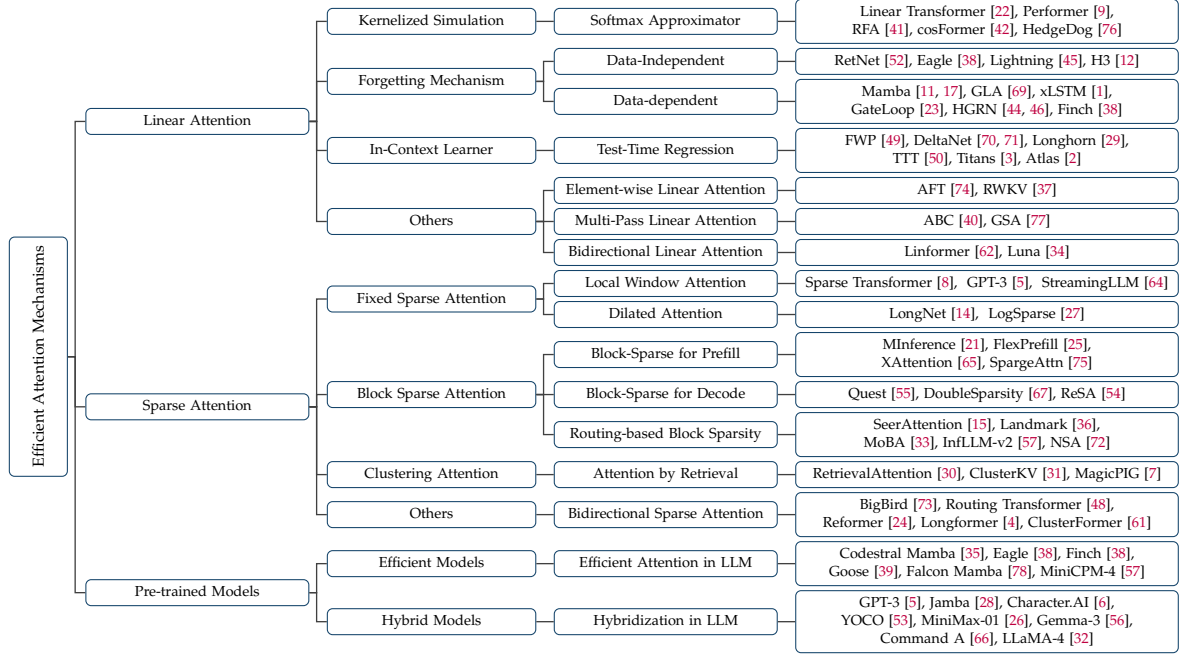 Efficient Attention Mechanisms
Linear Attention
Kernelized Simulation
Softmax Approximator
Linear Transformer [22], Performer [9],
RFA [41], cosFormer [42], HedgeDog [76]
Forgetting Mechanism
Data-Independent
RetNet [52], Eagle [38], Lightning [45], H3 [12]
Data-dependent
Mamba [11, 17], GLA [69], xLSTM [1],
GateLoop [23], HGRN [44, 46], Finch [38]
In-Context Learner
Test-Time Regression
FWP [49], DeltaNet [70, 71], Longhorn [29],
TTT [50], Titans [3], Atlas [2]
Others
Element-wise Linear Attention
AFT [74], RWKV [37]
Multi-Pass Linear Attention
ABC [40], GSA [77]
Bidirectional Linear Attention
Linformer [62], Luna [34]
Sparse Attention
Fixed Sparse Attention
Local Window Attention
Sparse Transformer [8], GPT-3 [5], StreamingLLM [64]
Dilated Attention
LongNet [14], LogSparse [27]
Block Sparse Attention
Block-Sparse for Prefill
MInference [21], FlexPrefill [25],
XAttention [65], SpargeAttn [75]
Block-Sparse for Decode
Quest [55], DoubleSparsity [67], ReSA [54]
Routing-based Block Sparsity
SeerAttention [15], Landmark [36],
MoBA [33], InfLLM-v2 [57], NSA [72]
Clustering Attention
Attention by Retrieval
RetrievalAttention [30], ClusterKV [31], MagicPIG [7]
Others
Bidirectional Sparse Attention
BigBird [73], Routing Transformer [48],
Reformer [24], Longformer [4], ClusterFormer [61]
Pre-trained Models
Efficient Models
Efficient Attention in LLM
Codestral Mamba [35], Eagle [38], Finch [38],
Goose [39], Falcon Mamba [78], MiniCPM-4 [57]
Hybrid Models
Hybridization in LLM
GPT-3 [5], Jamba [28], Character.AI [6],
YOCO [53], MiniMax-01 [26], Gemma-3 [56],
Command A [66], LLaMA-4 [32]